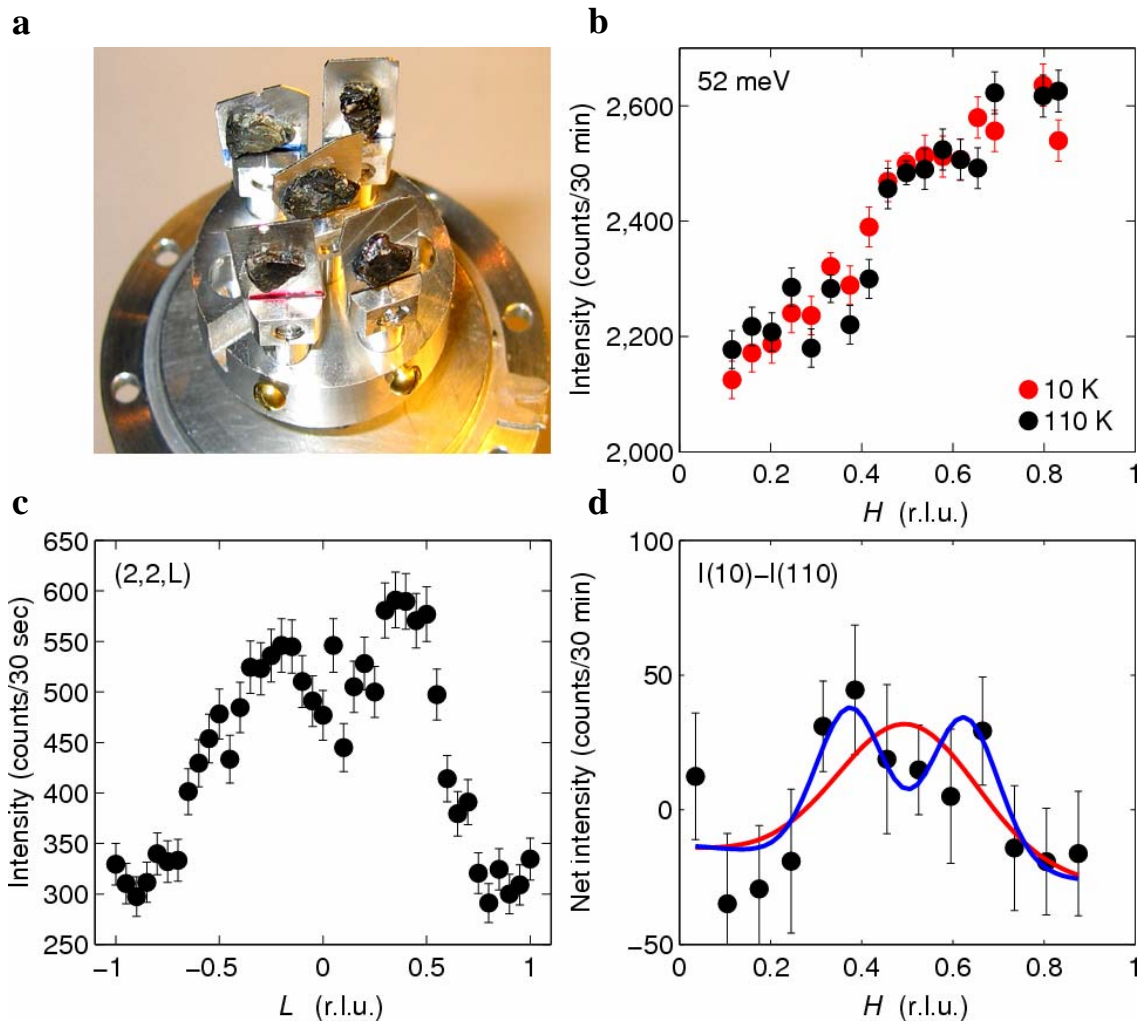 a
b
52 meV
2,600
2,400
2,200
2,000
Intensity (counts/30 min)
10 K
110 K
0
0.2
0.4
0.6
0.8
1
H (r.l.u.)
c
(2,2,L)
650
600
550
500
450
400
350
300
250
Intensity (counts/30 sec)
−1
−0.5
0
0.5
1
L (r.l.u.)
d
I(10)−I(110)
100
50
0
−50
Net intensity (counts/30 min)
0
0.2
0.4
0.6
0.8
1
H (r.l.u.)